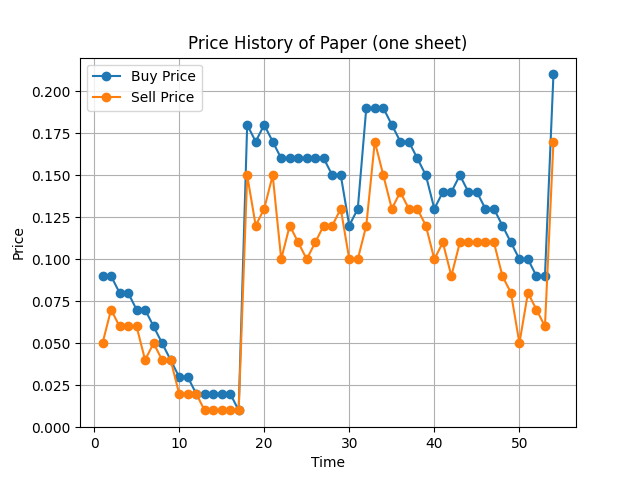 Price History of Paper (one sheet)
Buy Price
Sell Price
0.200
0.175
0.150
0.125
0.100
0.075
0.050
0.025
0.000
Price
0 10 20 30 40 50
Time